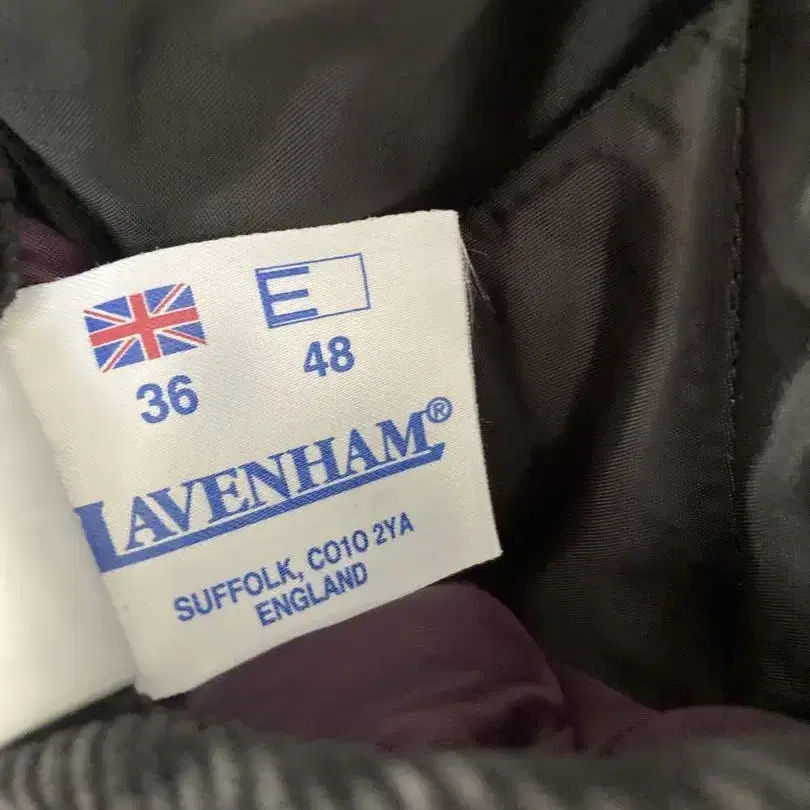 E
36 48
LAVENHAM®
SUFFOLK, CO10 2YA
ENGLAND